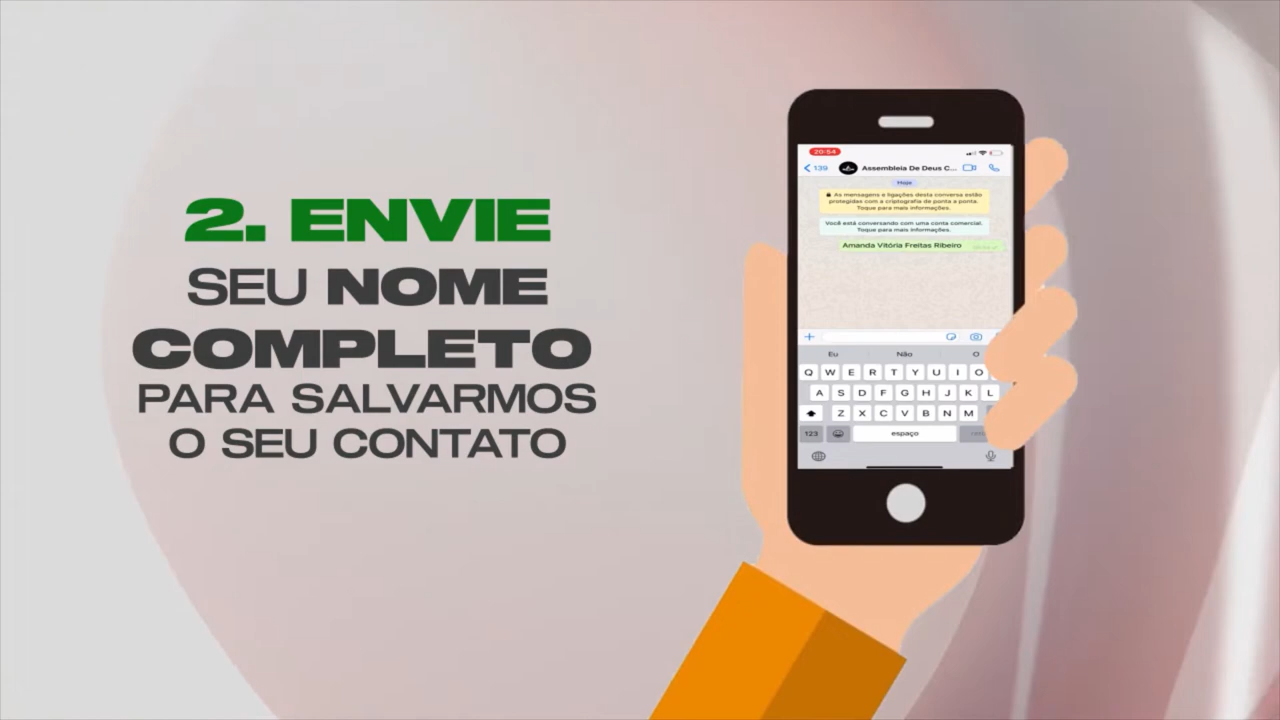 2. ENVIE
SEU NOME
COMPLETO
PARA SALVARMOS
O SEU CONTATO
20:54
139 Assembleia De Deus C...
Hoje
As mensagens e ligações desta conversa estão
protegidas com a criptografia de ponta a ponta.
Toque para mais informações.
Você está conversando com uma conta comercial.
Toque para mais informações.
Amanda Vitória Freitas Ribeiro
Eu Não O
Q W E R T Y U I O
A S D F G H J K L
Z X C V B N M
123 espaço